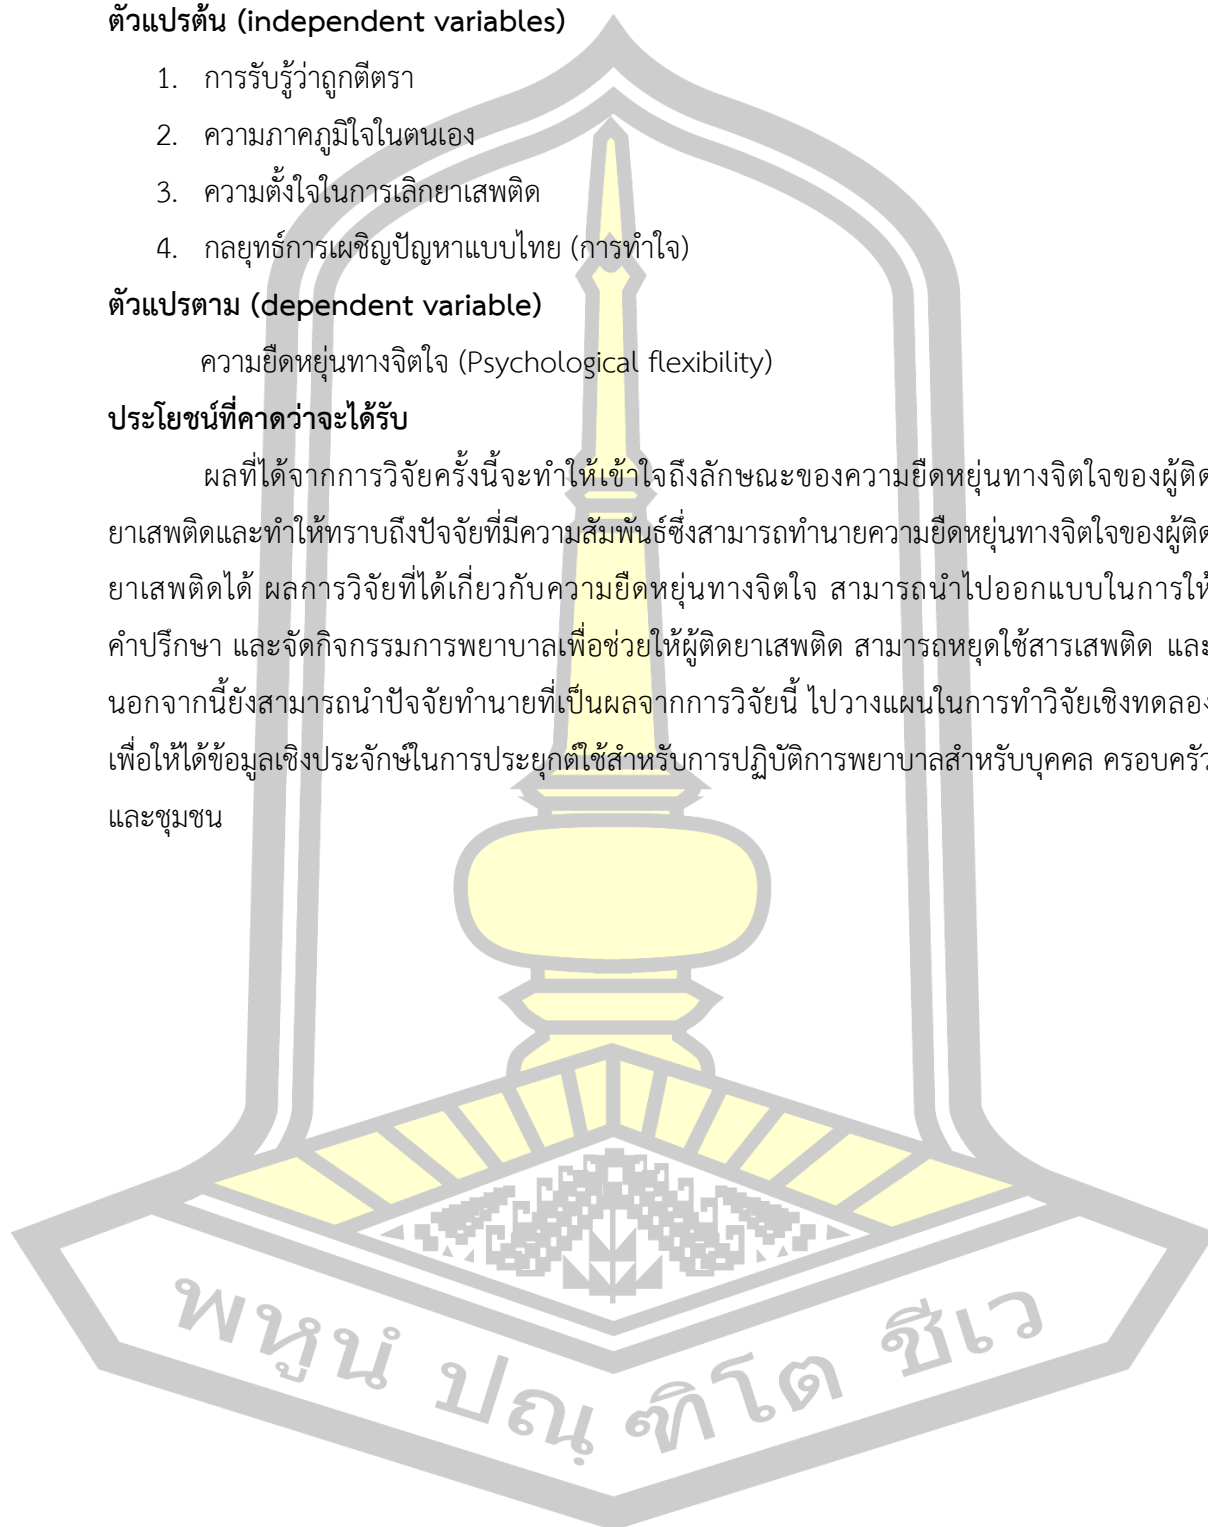 ตัวแปรต้น (independent variables)
1. การรับรู้ว่าถูกตีตรา
2. ความภาคภูมิใจในตนเอง
3. ความตั้งใจในการเลิกยาเสพติด
4. กลยุทธ์การเผชิญปัญหาแบบไทย (การทำใจ)
ตัวแปรตาม (dependent variable)
ความยืดหยุ่นทางจิตใจ (Psychological flexibility)
ประโยชน์ที่คาดว่าจะได้รับ
ผลที่ได้จากการวิจัยครั้งนี้จะทำให้เข้าใจถึงลักษณะของความยืดหยุ่นทางจิตใจของผู้ติด
ยาเสพติดและทำให้ทราบถึงปัจจัยที่มีความสัมพันธ์ซึ่งสามารถทำนายความยืดหยุ่นทางจิตใจของผู้ติด
ยาเสพติดได้ ผลการวิจัยที่ได้เกี่ยวกับความยืดหยุ่นทางจิตใจ สามารถนำไปออกแบบในการให้
คำปรึกษา และจัดกิจกรรมการพยาบาลเพื่อช่วยให้ผู้ติดยาเสพติด สามารถหยุดใช้สารเสพติด และ
นอกจากนี้ยังสามารถนำปัจจัยทำนายที่เป็นผลจากการวิจัยนี้ ไปวางแผนในการทำวิจัยเชิงทดลอง
เพื่อให้ได้ข้อมูลเชิงประจักษ์ในการประยุกต์ใช้สำหรับการปฏิบัติการพยาบาลสำหรับบุคคล ครอบครัว
และชุมชน
พหูนํ ปณฺฑิโต ชีเว